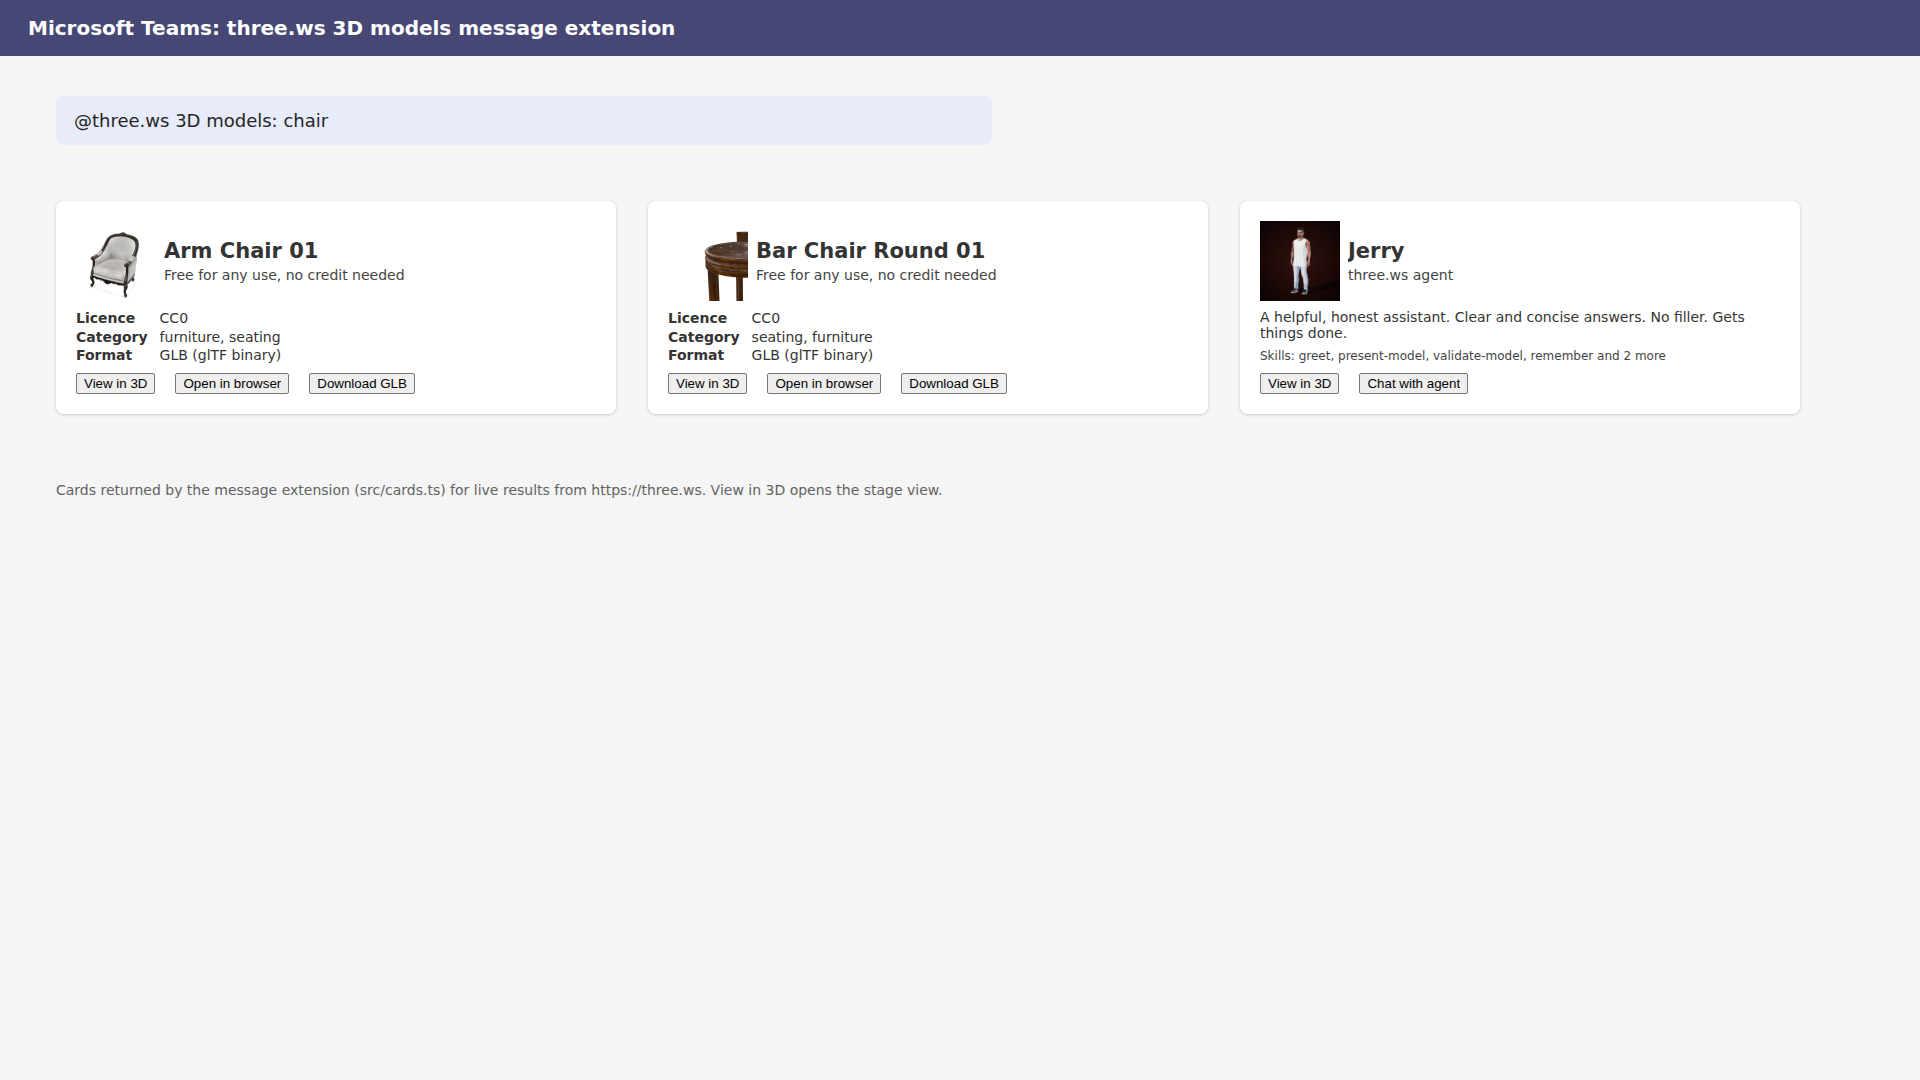 Microsoft Teams: three.ws 3D models message extension
@three.ws 3D models: chair
Arm Chair 01
Free for any use, no credit needed
Licence CC0
Category furniture, seating
Format GLB (glTF binary)
View in 3D Open in browser Download GLB
Bar Chair Round 01
Free for any use, no credit needed
Licence CC0
Category seating, furniture
Format GLB (glTF binary)
View in 3D Open in browser Download GLB
Jerry
three.ws agent
A helpful, honest assistant. Clear and concise answers. No filler. Gets
things done.
Skills: greet, present-model, validate-model, remember and 2 more
View in 3D Chat with agent
Cards returned by the message extension (src/cards.ts) for live results from https://three.ws. View in 3D opens the stage view.